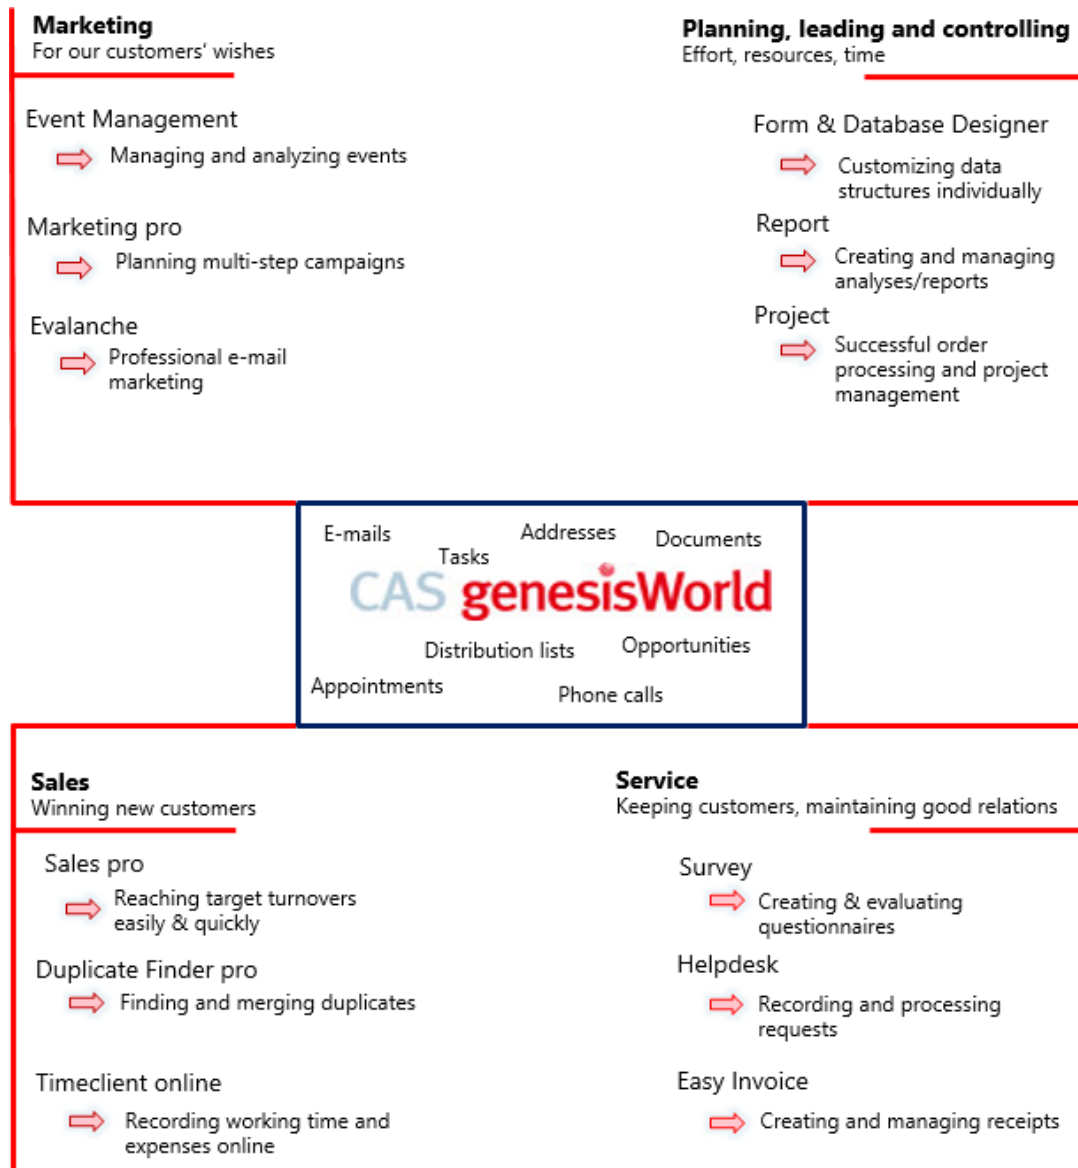 Marketing
For our customers' wishes
Event Management
Managing and analyzing events
Marketing pro
Planning multi-step campaigns
Evalanche
Professional e-mail
marketing
Planning, leading and controlling
Effort, resources, time
Form & Database Designer
Customizing data
structures individually
Report
Creating and managing
analyses/reports
Project
Successful order
processing and project
management
E-mails
Tasks
Addresses
Documents
CAS genesisWorld
Distribution lists
Opportunities
Appointments
Phone calls
Sales
Winning new customers
Sales pro
Reaching target turnovers
easily & quickly
Duplicate Finder pro
Finding and merging duplicates
Timeclient online
Recording working time and
expenses online
Service
Keeping customers, maintaining good relations
Survey
Creating & evaluating
questionnaires
Helpdesk
Recording and processing
requests
Easy Invoice
Creating and managing receipts